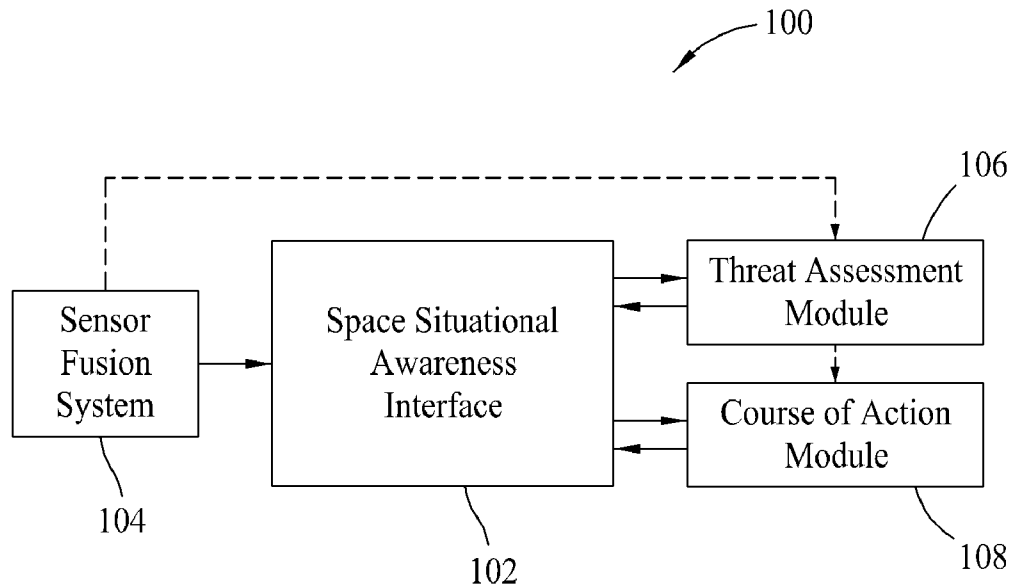 100
106
Threat Assessment
Module
Sensor
Fusion
System
Space Situational
Awareness
Interface
Course of Action
Module
104
102
108